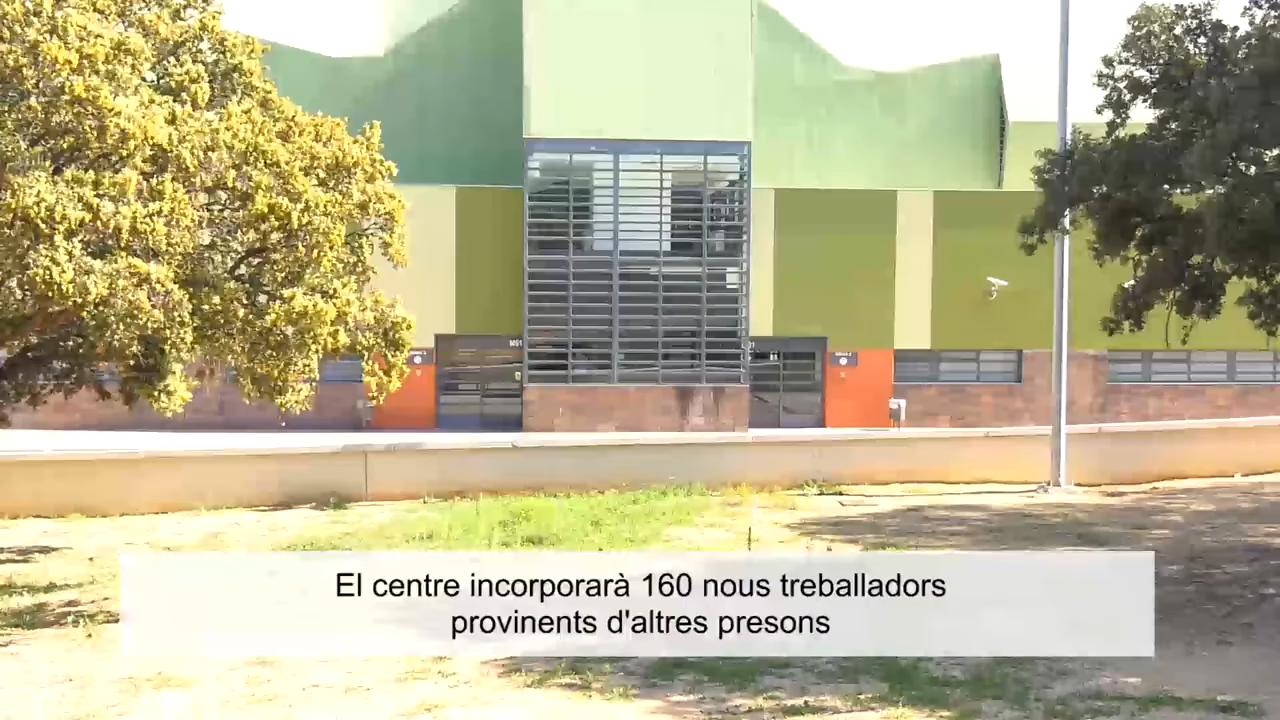 El centre incorporarà 160 nous treballadors
provinents d'altres presons